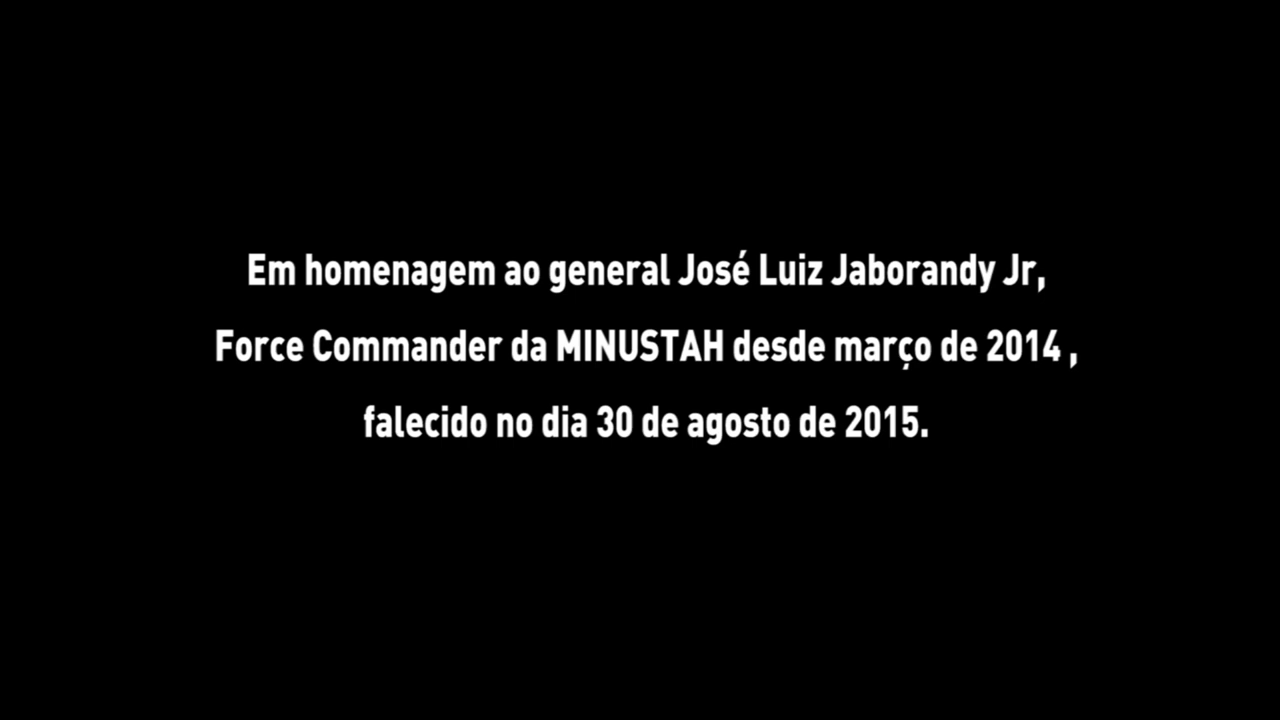 Em homenagem ao general José Luiz Jaborandy Jr,
Force Commander da MINUSTAH desde março de 2014 ,
falecido no dia 30 de agosto de 2015.